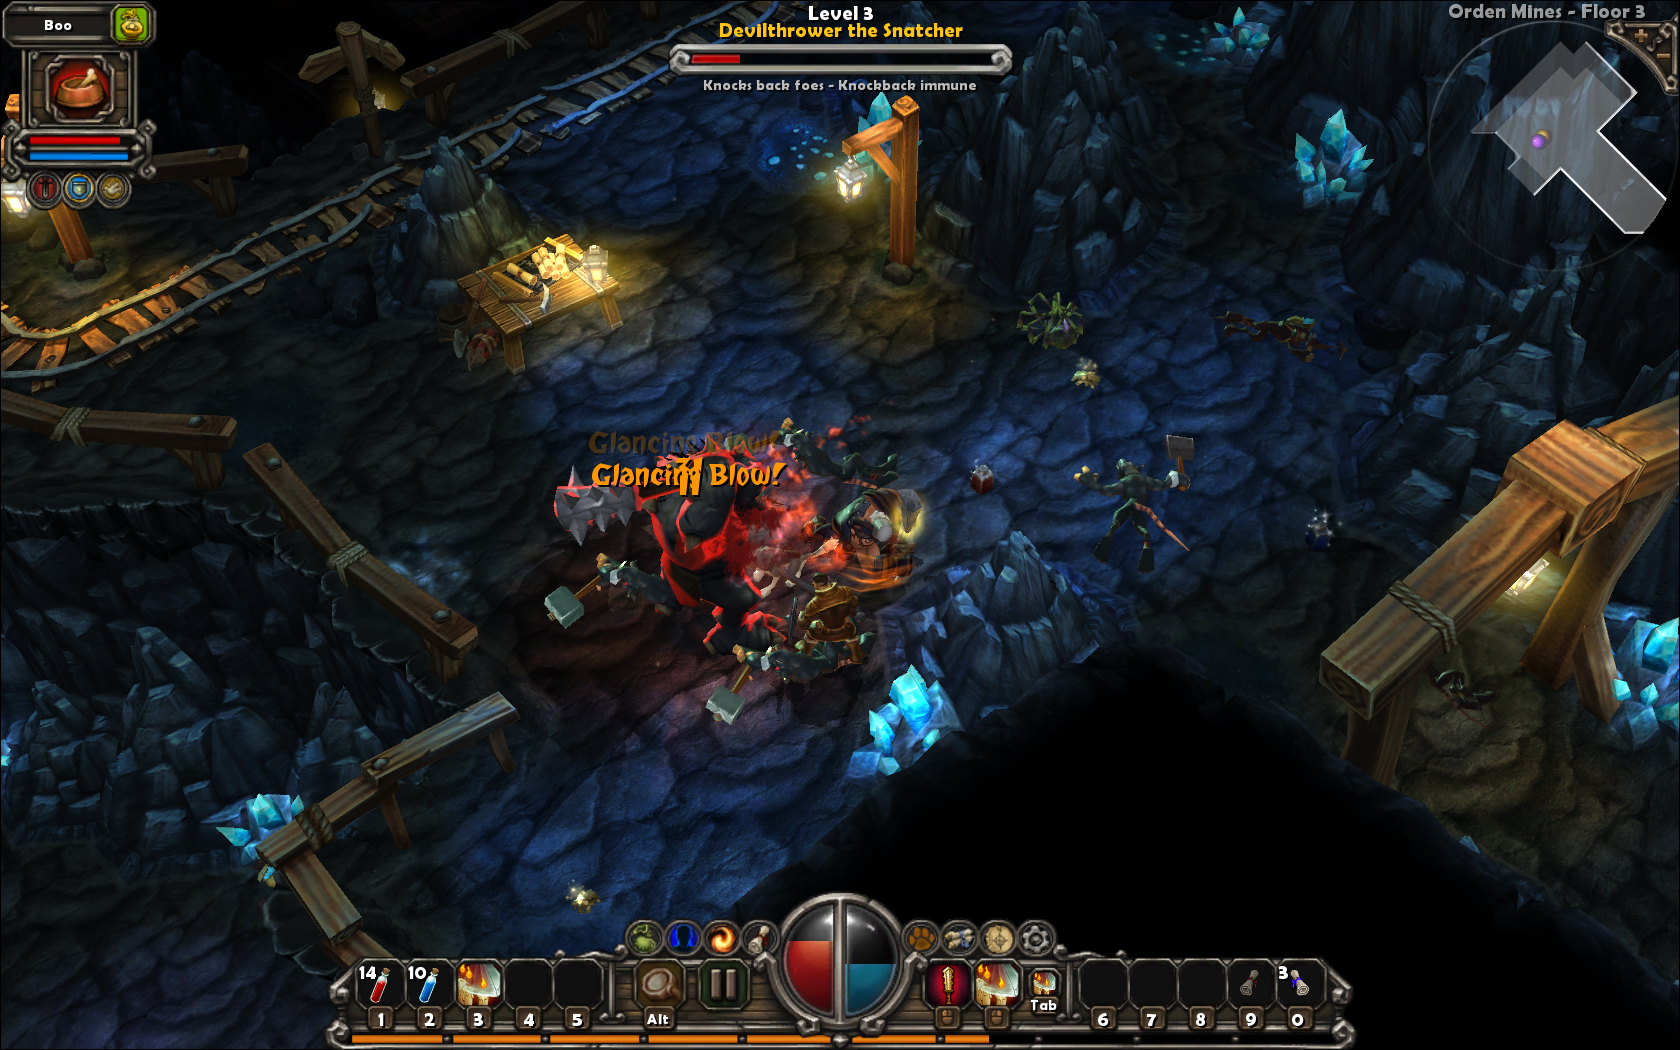 Boo
Level 3
Devilthrower the Snatcher
Knocks back foes - Knockback immune
Orden Mines - Floor 3
Glancing Blow!
Glancing Blow!
14
10
3
1
2
3
4
5
Alt
Tab
6
7
8
9
0